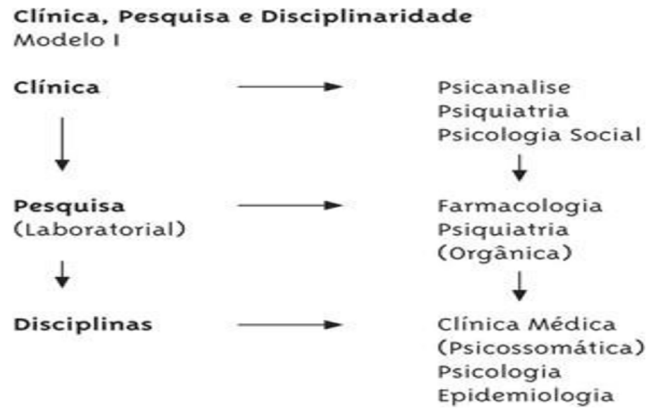 Clínica, Pesquisa e Disciplinaridade
Modelo I
Clínica
Psicanalise
Psiquiatria
Psicologia Social
Pesquisa
(Laboratorial)
Farmacologia
Psiquiatria
(Orgânica)
Disciplinas
Clínica Médica
(Psicossomática)
Psicologia
Epidemiologia